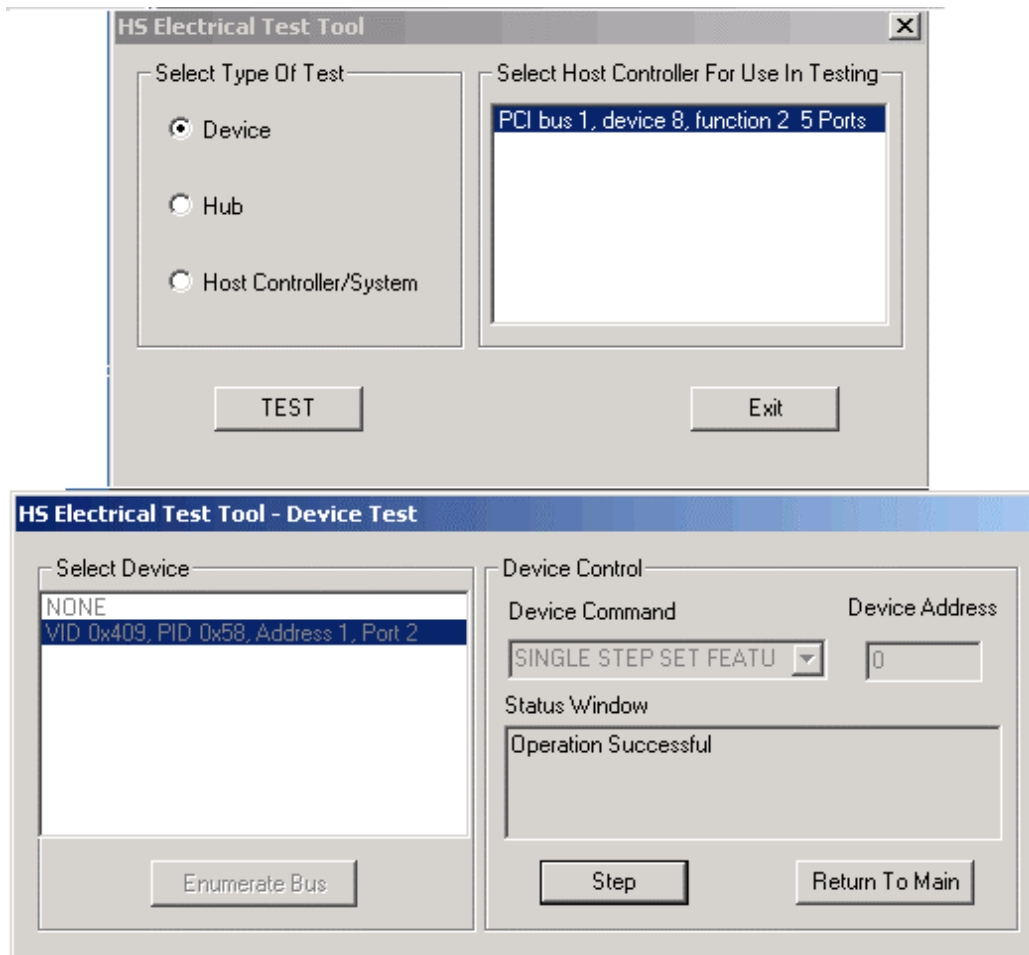 HS Electrical Test Tool
Select Type Of Test
Device
Hub
Host Controller/System
Select Host Controller For Use In Testing
PCI bus 1, device 8, function 2 5 Ports
TEST
Exit
HS Electrical Test Tool - Device Test
Select Device
NONE
VID 0x409, PID 0x58, Address 1, Port 2
Enumerate Bus
Device Control
Device Command
Device Address
SINGLE STEP SET FEATU
0
Status Window
Operation Successful
Step
Return To Main